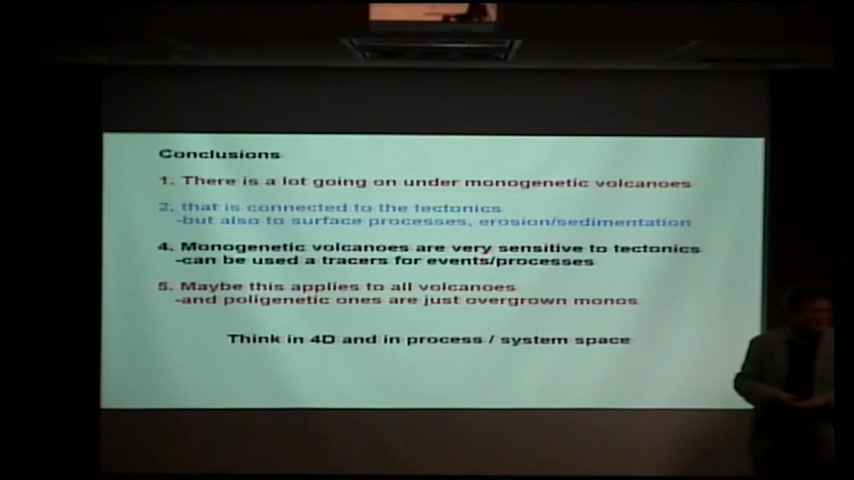 Conclusions
1. There is a lot going on under monogenetic volcanoes
2, that is connected to the tectonics
-but also to surface processes, erosion/sedimentation
4. Monogenetic volcanoes are very sensitive to tectonics
-can be used a tracers for events/processes
5. Maybe this applies to all volcanoes
-and poligenetic ones are just overgrown monos
Think in 4D and in process / system space